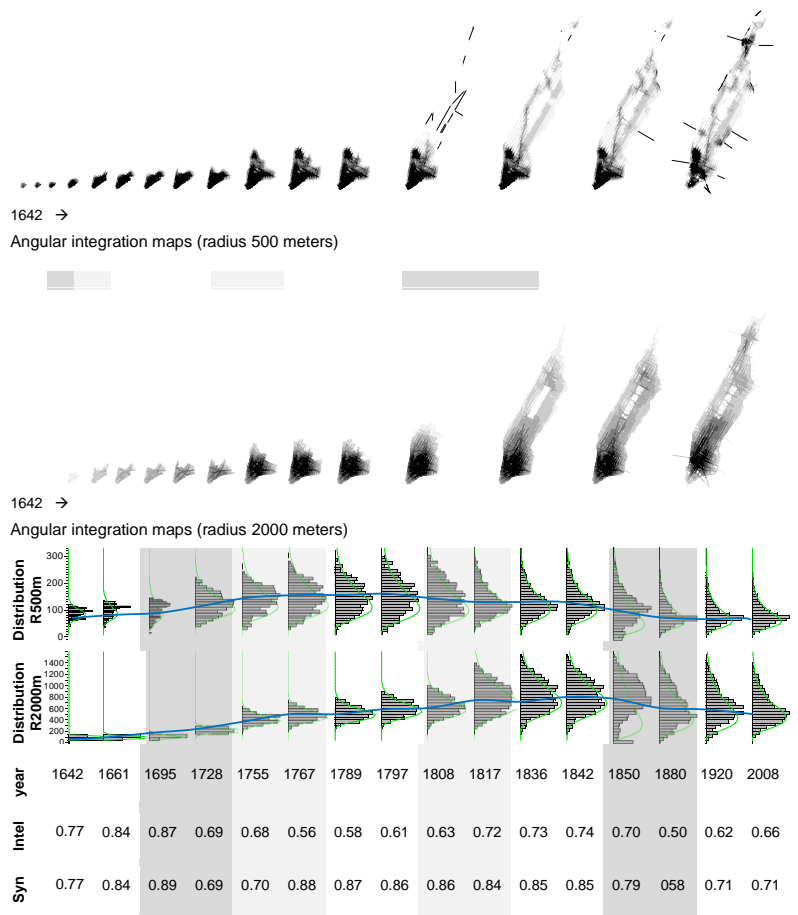 1642 →
Angular integration maps (radius 500 meters)
1642 →
Angular integration maps (radius 2000 meters)
Distribution R500m
300
200
100
0
Distribution R2000m
1400
1200
1000
800
600
400
200
0
year 1642 1661 1695 1728 1755 1767 1789 1797 1808 1817 1836 1842 1850 1880 1920 2008
Intel 0.77 0.84 0.87 0.69 0.68 0.56 0.58 0.61 0.63 0.72 0.73 0.74 0.70 0.50 0.62 0.66
Syn 0.77 0.84 0.89 0.69 0.70 0.88 0.87 0.86 0.86 0.84 0.85 0.85 0.79 058 0.71 0.71